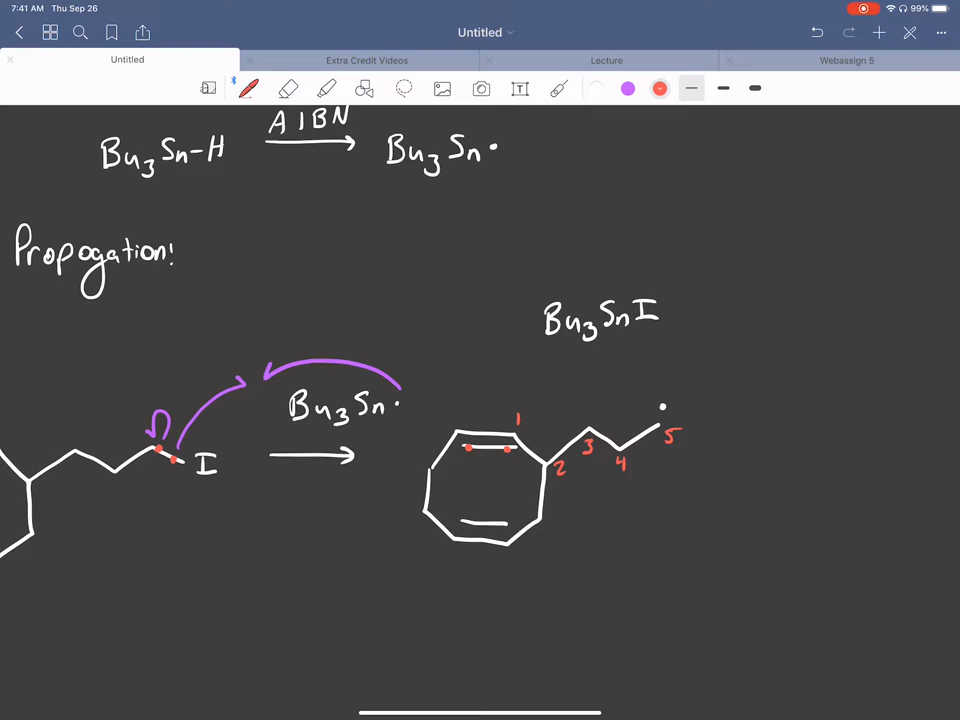 7:41 AM Thu Sep 26
99%
Untitled
Untitled
Extra Credit Videos
Lecture
Webassign 5
Bu3Sn-H
AIBN
Bu3Sn•
Propogation!
Bu3SnI
Bu3Sn•
I
1
2
3
4
5